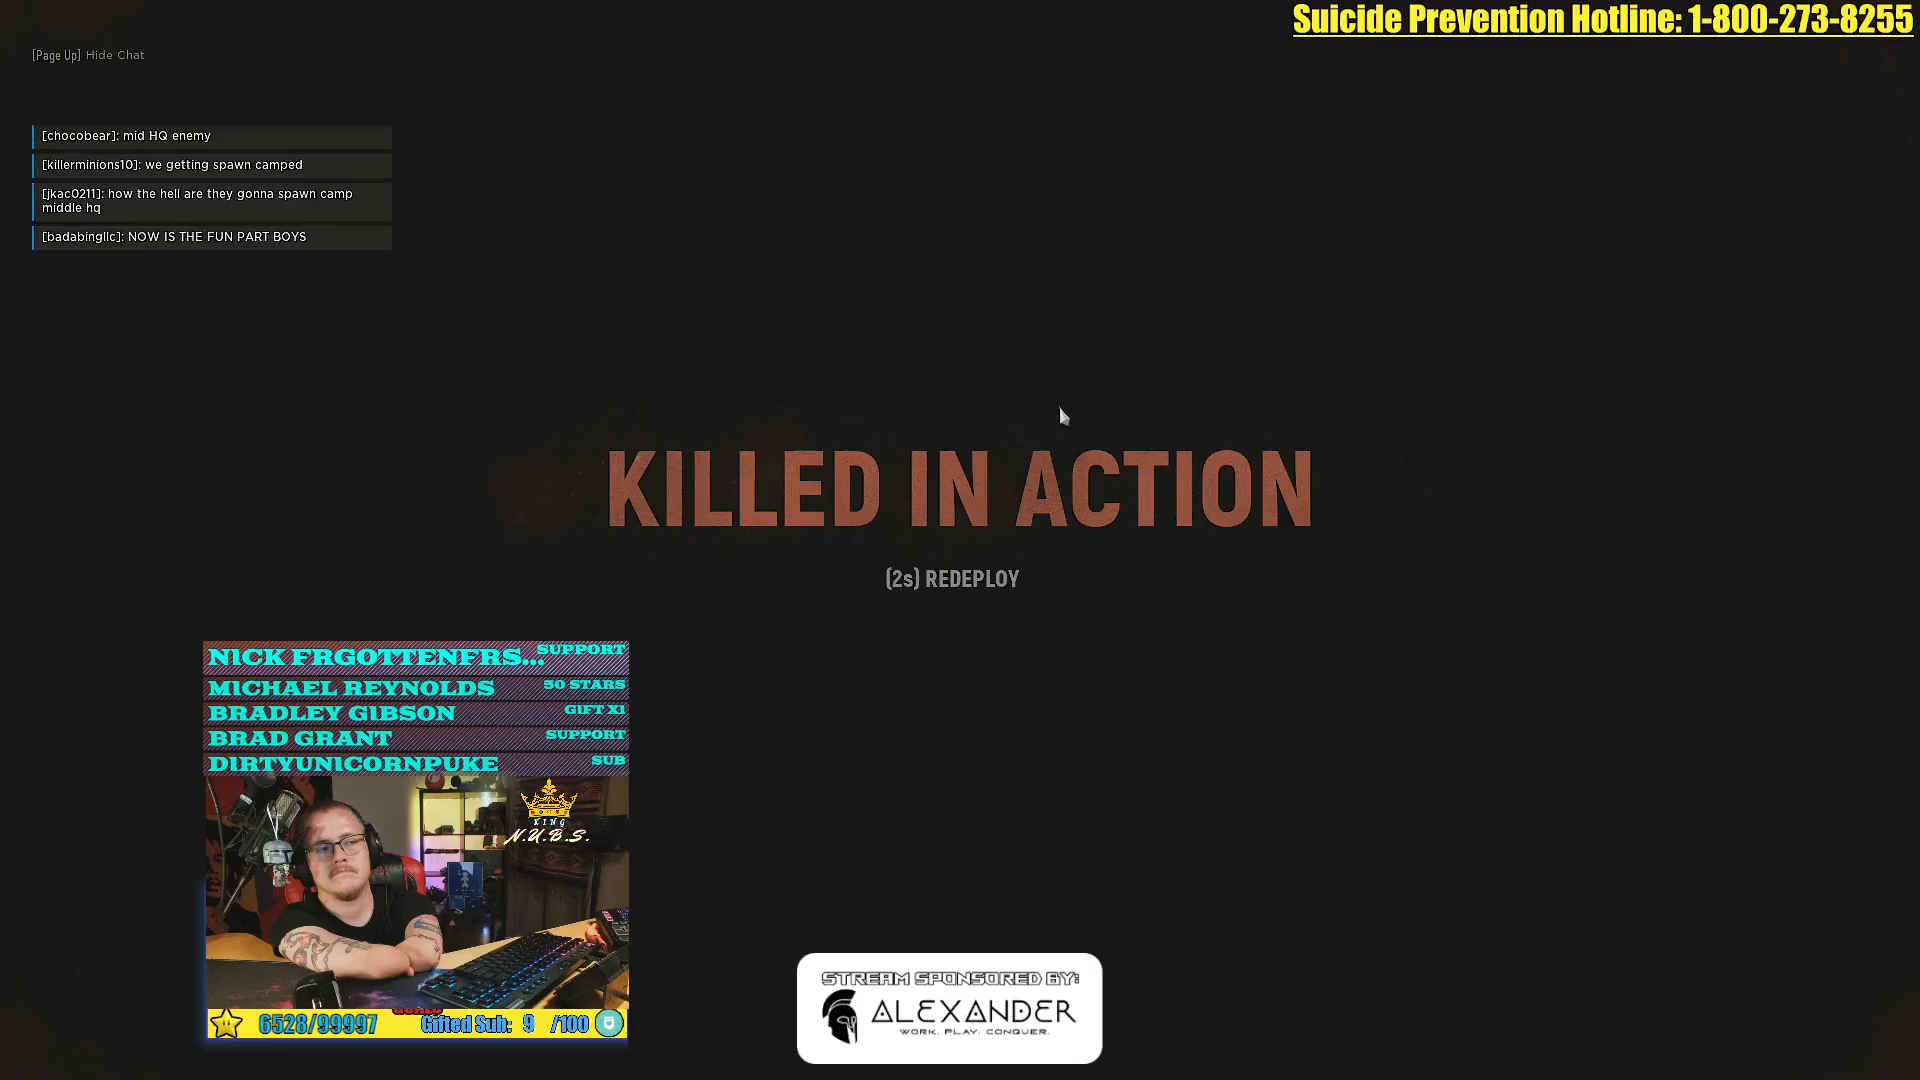 Suicide Prevention Hotline: 1-800-273-8255
[Page Up] Hide Chat
[chocobear]: mid HQ enemy
[killerminions10]: we getting spawn camped
[jkac0211]: how the hell are they gonna spawn camp
middle hq
[badabingllc]: NOW IS THE FUN PART BOYS
KILLED IN ACTION
(2s) REDEPLOY
NICK FRGOTTENFRS... SUPPORT
MICHAEL REYNOLDS 50 STARS
BRADLEY GIBSON GIFT X1
BRAD GRANT SUPPORT
DIRTYUNICORNPUKE SUB
KING
N.U.B.S.
GOALS
6528/99997 Gifted Sub: 9 /100
STREAM SPONSORED BY:
ALEXANDER
WORK. PLAY. CONQUER.